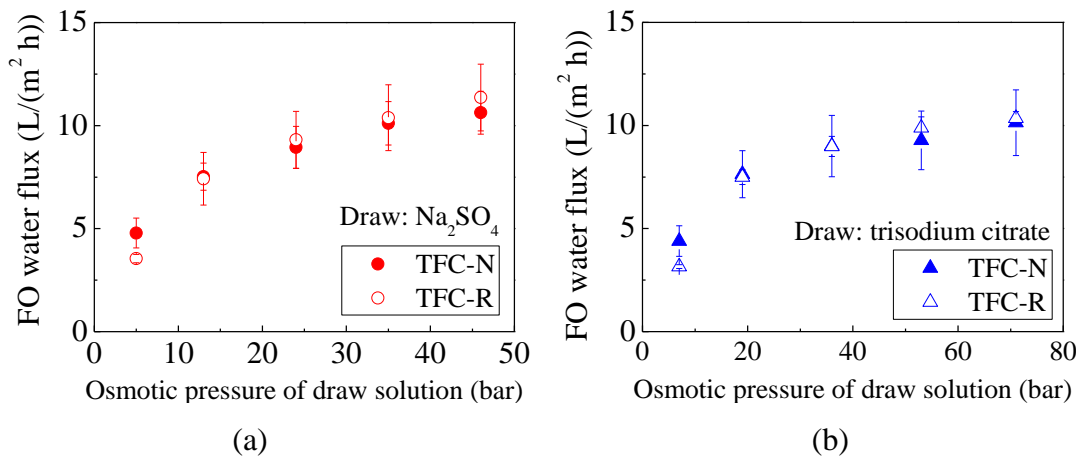 FO water flux (L/(m² h)
15
10
5
0
Draw: Na₂SO₄
TFC-N
TFC-R
0 10 20 30 40 50
Osmotic pressure of draw solution (bar)
(a)
FO water flux (L/(m² h)
15
10
5
0
Draw: trisodium citrate
TFC-N
TFC-R
0 20 40 60 80
Osmotic pressure of draw solution (bar)
(b)